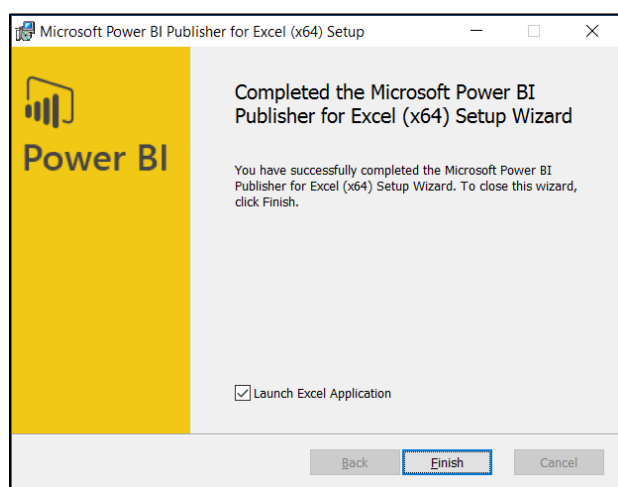 Microsoft Power BI Publisher for Excel (x64) Setup
Power BI
Completed the Microsoft Power BI
Publisher for Excel (x64) Setup Wizard
You have successfully completed the Microsoft Power BI
Publisher for Excel (x64) Setup Wizard. To close this wizard,
click Finish.
Launch Excel Application
Back Finish Cancel